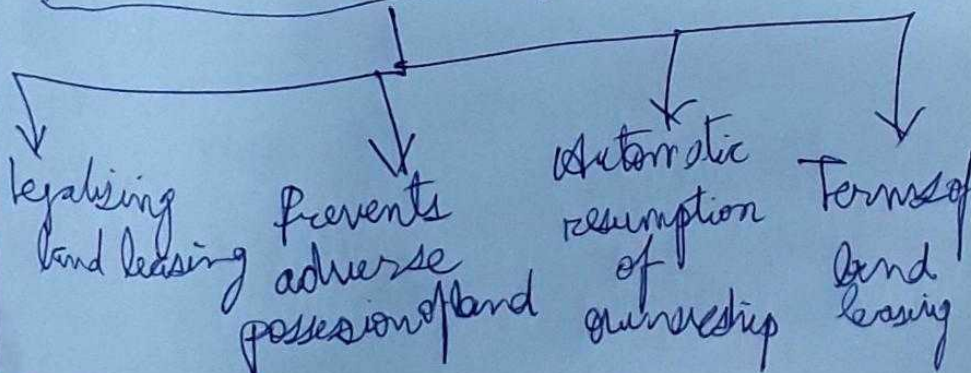 legalising
land leasing
Prevents
adverse
possession of land
Automatic
resumption
of
ownership
Terms of
land
leasing